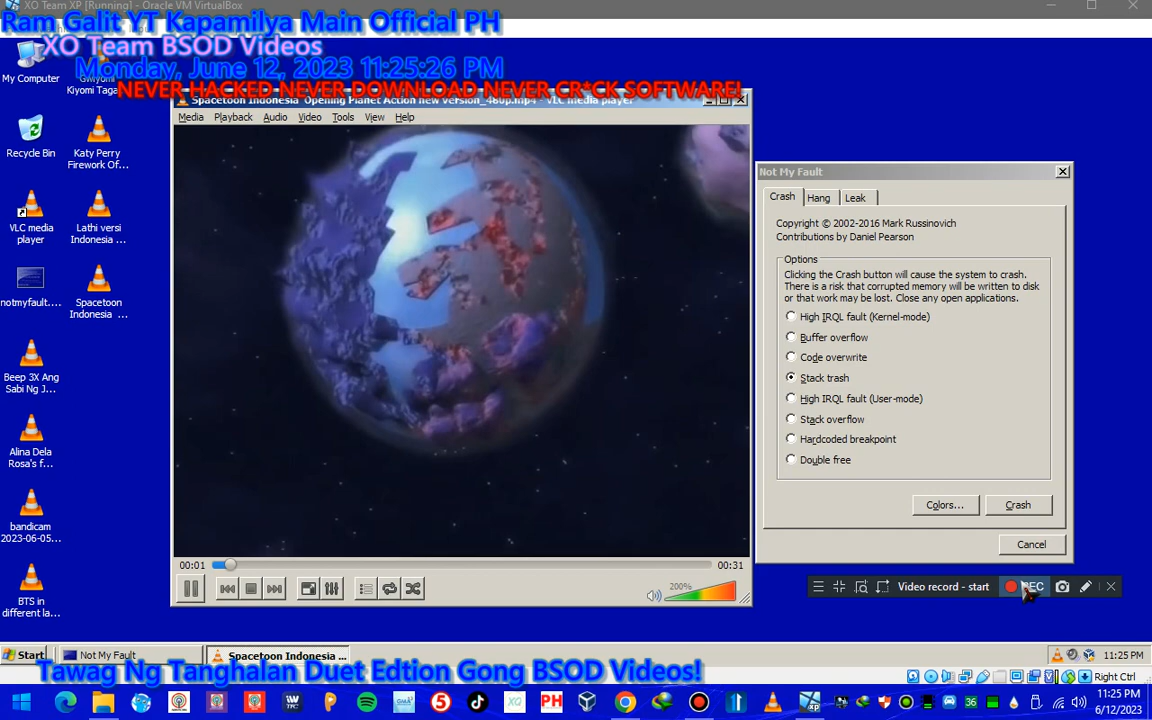 XO Team XP [Running] - Oracle VM VirtualBox
Ram Galit YT Kapamilya Main Official PH
XO Team BSOD Videos
Monday, June 12, 2023 11:25:26 PM
NEVER HACKED NEVER DOWNLOAD NEVER CR*CK SOFTWARE!
My Computer
Kiyomi Taga...
Recycle Bin
Katy Perry
Firework Of...
VLC media
player
Lathi versi
Indonesia ...
notmyfault....
Spacetoon
Indonesia ...
Beep 3X Ang
Sabi Ng J...
Alina Dela
Rosa's f...
bandicam
2023-06-05...
BTS in
different la...
Spacetoon Indonesia Opening Planet Action new version_480p.mp4 - VLC media player
Media Playback Audio Video Tools View Help
00:01
00:31
200%
Not My Fault
Crash Hang Leak
Copyright © 2002-2016 Mark Russinovich
Contributions by Daniel Pearson
Options
Clicking the Crash button will cause the system to crash.
There is a risk that corrupted memory will be written to disk
or that work may be lost. Close any open applications.
High IRQL fault (Kernel-mode)
Buffer overflow
Code overwrite
Stack trash
High IRQL fault (User-mode)
Stack overflow
Hardcoded breakpoint
Double free
Colors... Crash
Cancel
Video record - start REC
Start Not My Fault Spacetoon Indonesia ... 11:25 PM
Tawag Ng Tanghalan Duet Edtion Gong BSOD Videos!
Right Ctrl
11:25 PM
6/12/2023